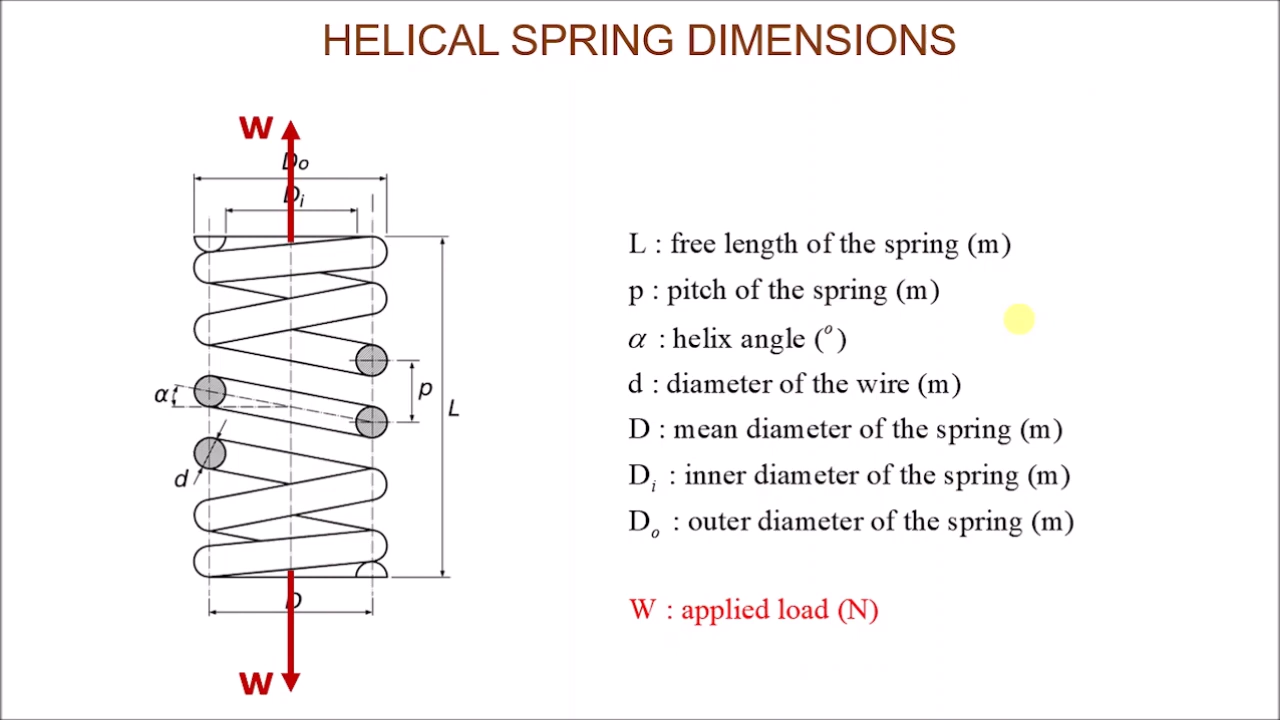 HELICAL SPRING DIMENSIONS
W
Do
Di
L : free length of the spring (m)
p : pitch of the spring (m)
α : helix angle (º)
d : diameter of the wire (m)
D : mean diameter of the spring (m)
Di : inner diameter of the spring (m)
Do : outer diameter of the spring (m)
W : applied load (N)
α
p
L
d
D
W